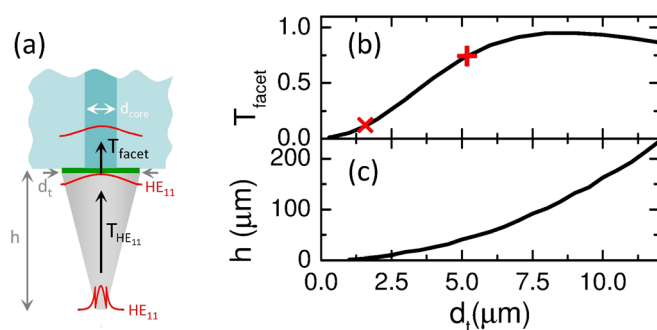 (a)
d_core
T_facet
d_t
HE_11
h
T_HE_11
HE_11
(b)
T_facet
1.0
0.5
0.0
(c)
h (μm)
200
100
0
0.0 2.5 5.0 7.5 10.0
d_t(μm)